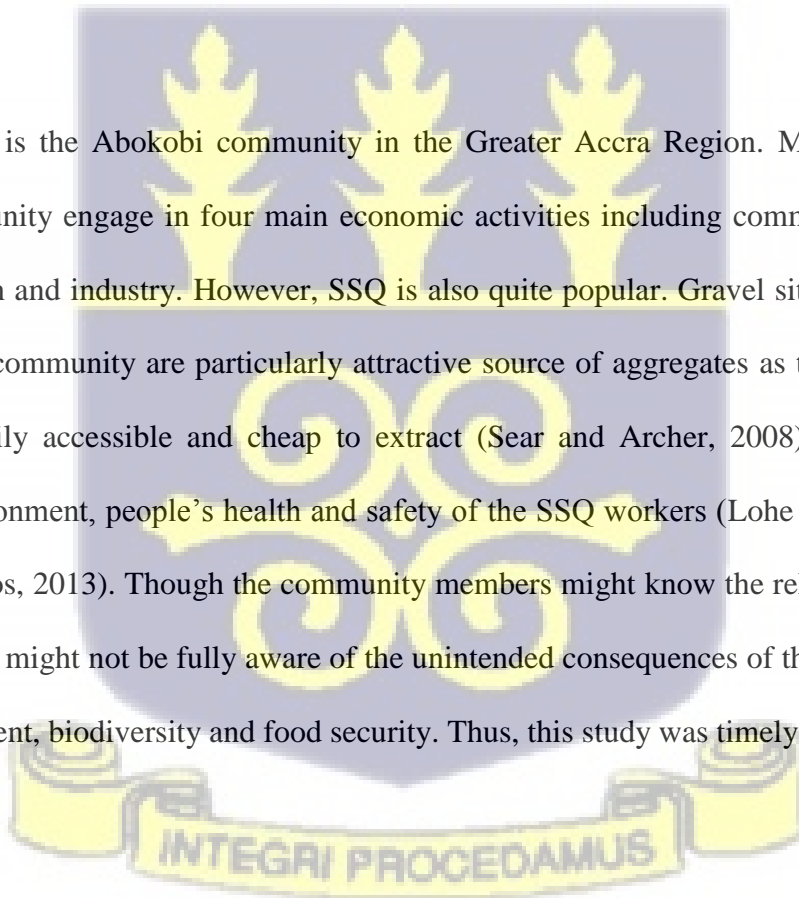 is the Abokobi community in the Greater Accra Region. M
unity engage in four main economic activities including comm
n and industry. However, SSQ is also quite popular. Gravel sit
community are particularly attractive source of aggregates as t
ily accessible and cheap to extract (Sear and Archer, 2008)
onment, people’s health and safety of the SSQ workers (Lohe
os, 2013). Though the community members might know the re
might not be fully aware of the unintended consequences of th
ent, biodiversity and food security. Thus, this study was timely
INTEGRI PROCEDAMUS